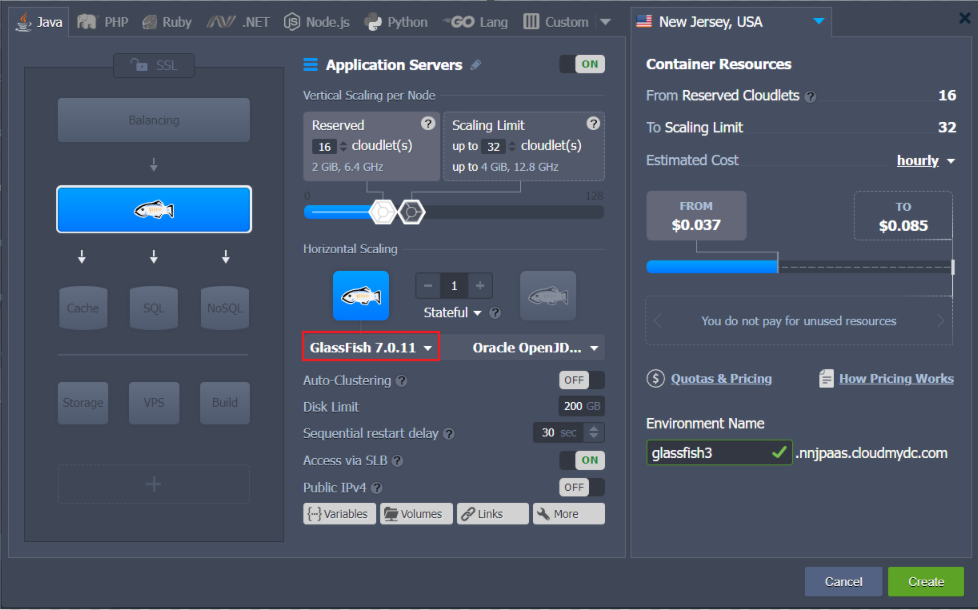 Java PHP Ruby .NET Node.js Python GO Lang Custom
New Jersey, USA
SSL
Balancing
Cache SQL NoSQL
Storage VPS Build
Application Servers ON
Vertical Scaling per Node
Reserved ?
16 cloudlet(s)
2 GiB, 6.4 GHz
Scaling Limit ?
up to 32 cloudlet(s)
up to 4 GiB, 12.8 GHz
0 128
Horizontal Scaling
1
Stateful ?
GlassFish 7.0.11 Oracle OpenJD...
Auto-Clustering ? OFF
Disk Limit 200 GB
Sequential restart delay ? 30 sec
Access via SLB ? ON
Public IPv4 ? OFF
Variables Volumes Links More
Container Resources
From Reserved Cloudlets ? 16
To Scaling Limit 32
Estimated Cost hourly
FROM
$0.037
TO
$0.085
You do not pay for unused resources
$ Quotas & Pricing How Pricing Works
Environment Name
glassfish3 .nnjpaas.cloudmydc.com
Cancel Create